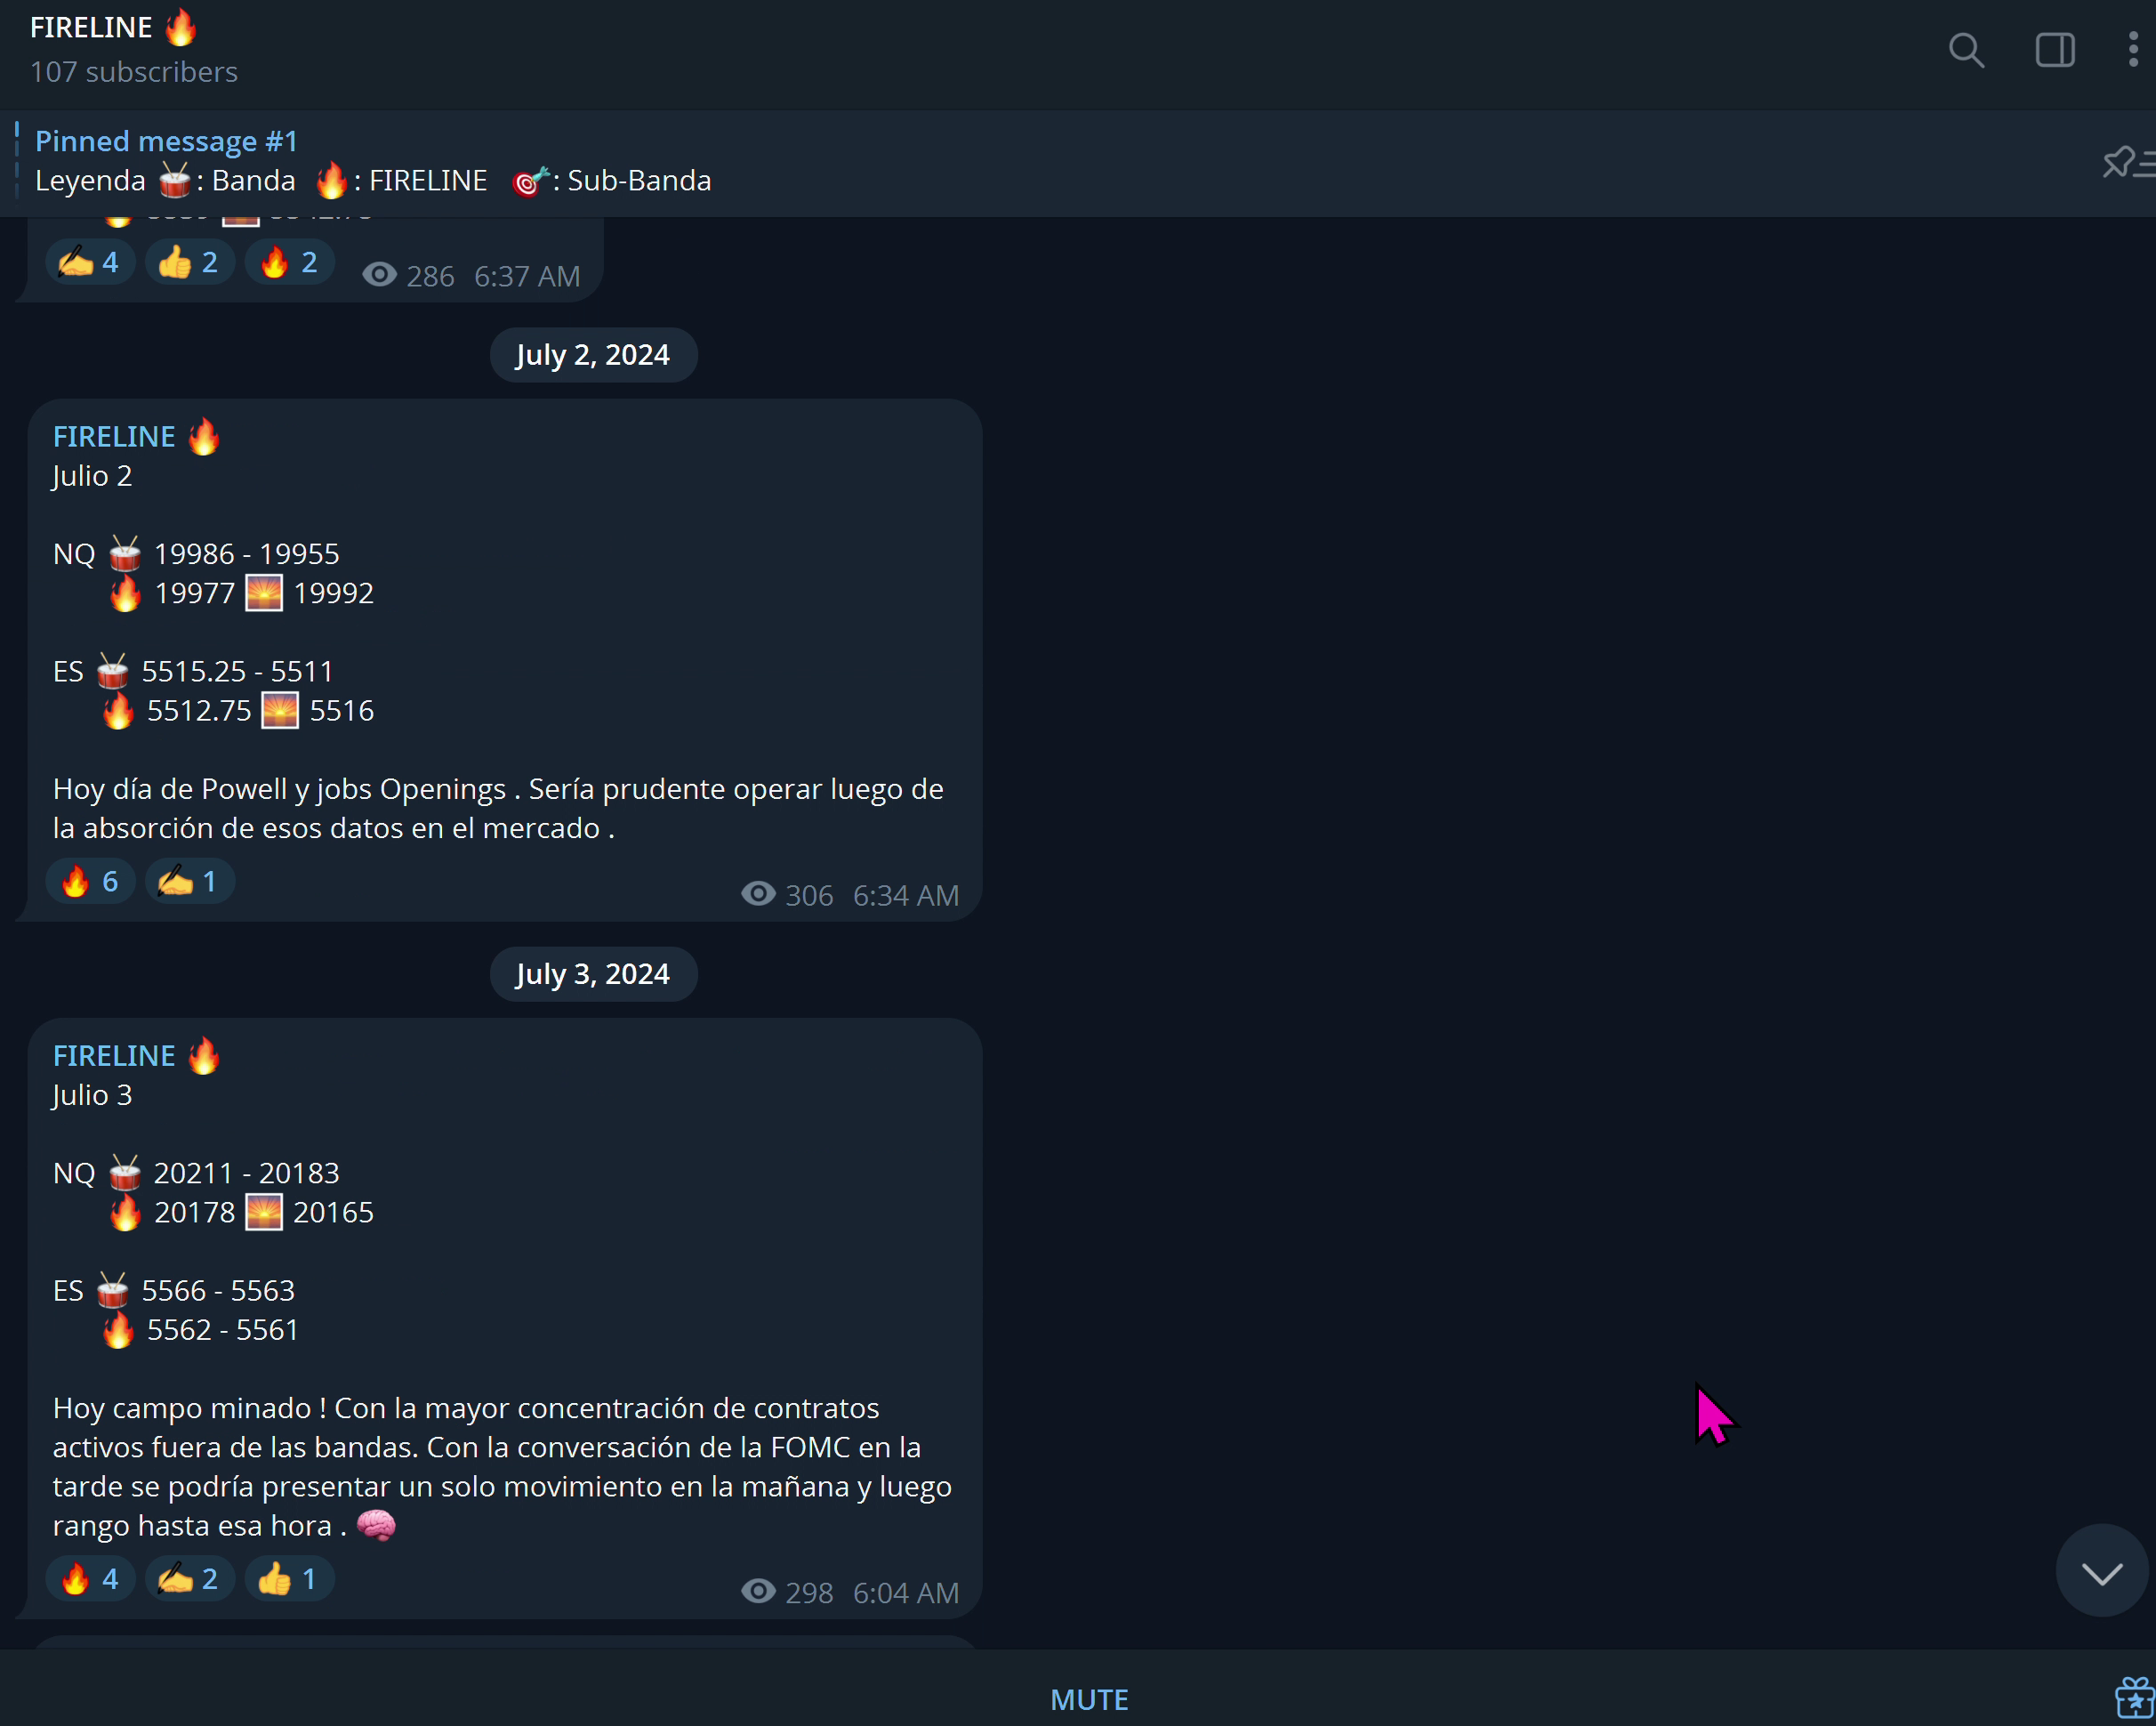 FIRELINE 🔥
107 subscribers
Pinned message #1
Leyenda 🥁: Banda 🔥: FIRELINE 🎯: Sub-Banda
✍️ 4 👍 2 🔥 2 286 6:37 AM
July 2, 2024
FIRELINE 🔥
Julio 2
NQ 🥁 19986 - 19955
🔥 19977 🌅 19992
ES 🥁 5515.25 - 5511
🔥 5512.75 🌅 5516
Hoy día de Powell y jobs Openings . Sería prudente operar luego de
la absorción de esos datos en el mercado .
🔥 6 ✍️ 1 306 6:34 AM
July 3, 2024
FIRELINE 🔥
Julio 3
NQ 🥁 20211 - 20183
🔥 20178 🌅 20165
ES 🥁 5566 - 5563
🔥 5562 - 5561
Hoy campo minado ! Con la mayor concentración de contratos
activos fuera de las bandas. Con la conversación de la FOMC en la
tarde se podría presentar un solo movimiento en la mañana y luego
rango hasta esa hora . 🧠
🔥 4 ✍️ 2 👍 1 298 6:04 AM
MUTE